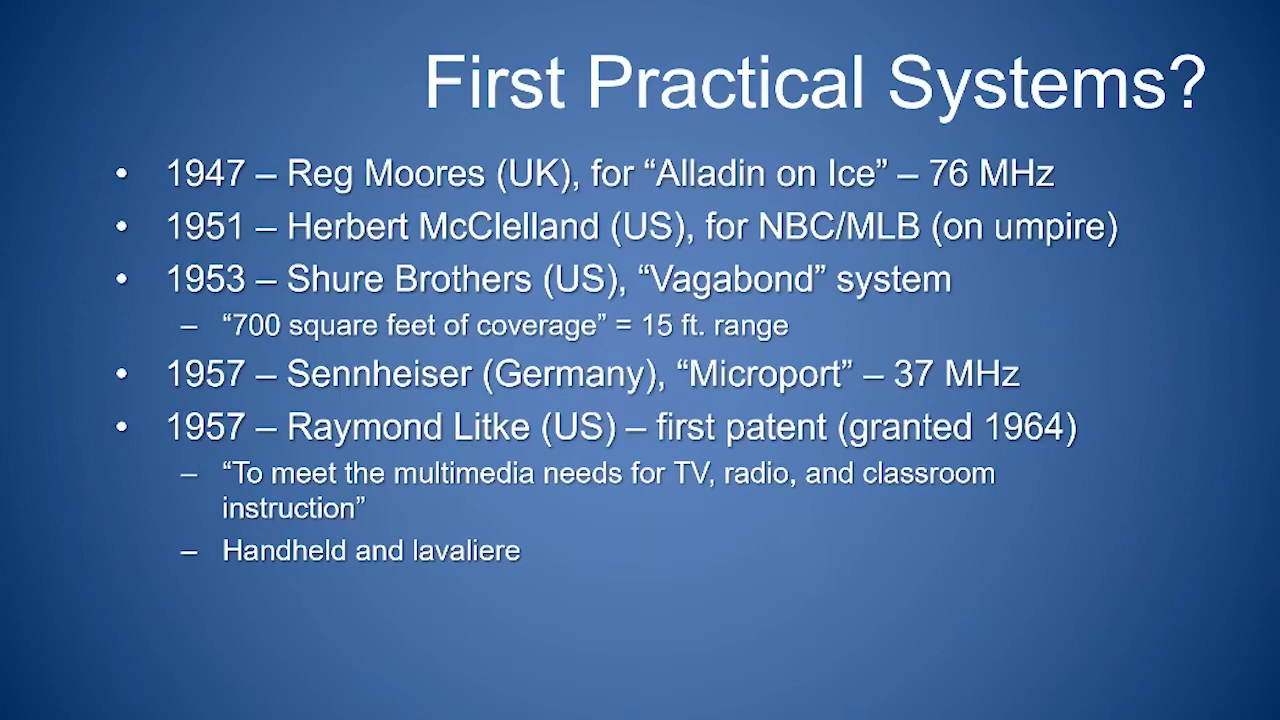 First Practical Systems?
• 1947 – Reg Moores (UK), for “Alladin on Ice” – 76 MHz
• 1951 – Herbert McClelland (US), for NBC/MLB (on umpire)
• 1953 – Shure Brothers (US), “Vagabond” system
– “700 square feet of coverage” = 15 ft. range
• 1957 – Sennheiser (Germany), “Microport” – 37 MHz
• 1957 – Raymond Litke (US) – first patent (granted 1964)
– “To meet the multimedia needs for TV, radio, and classroom
instruction”
– Handheld and lavaliere